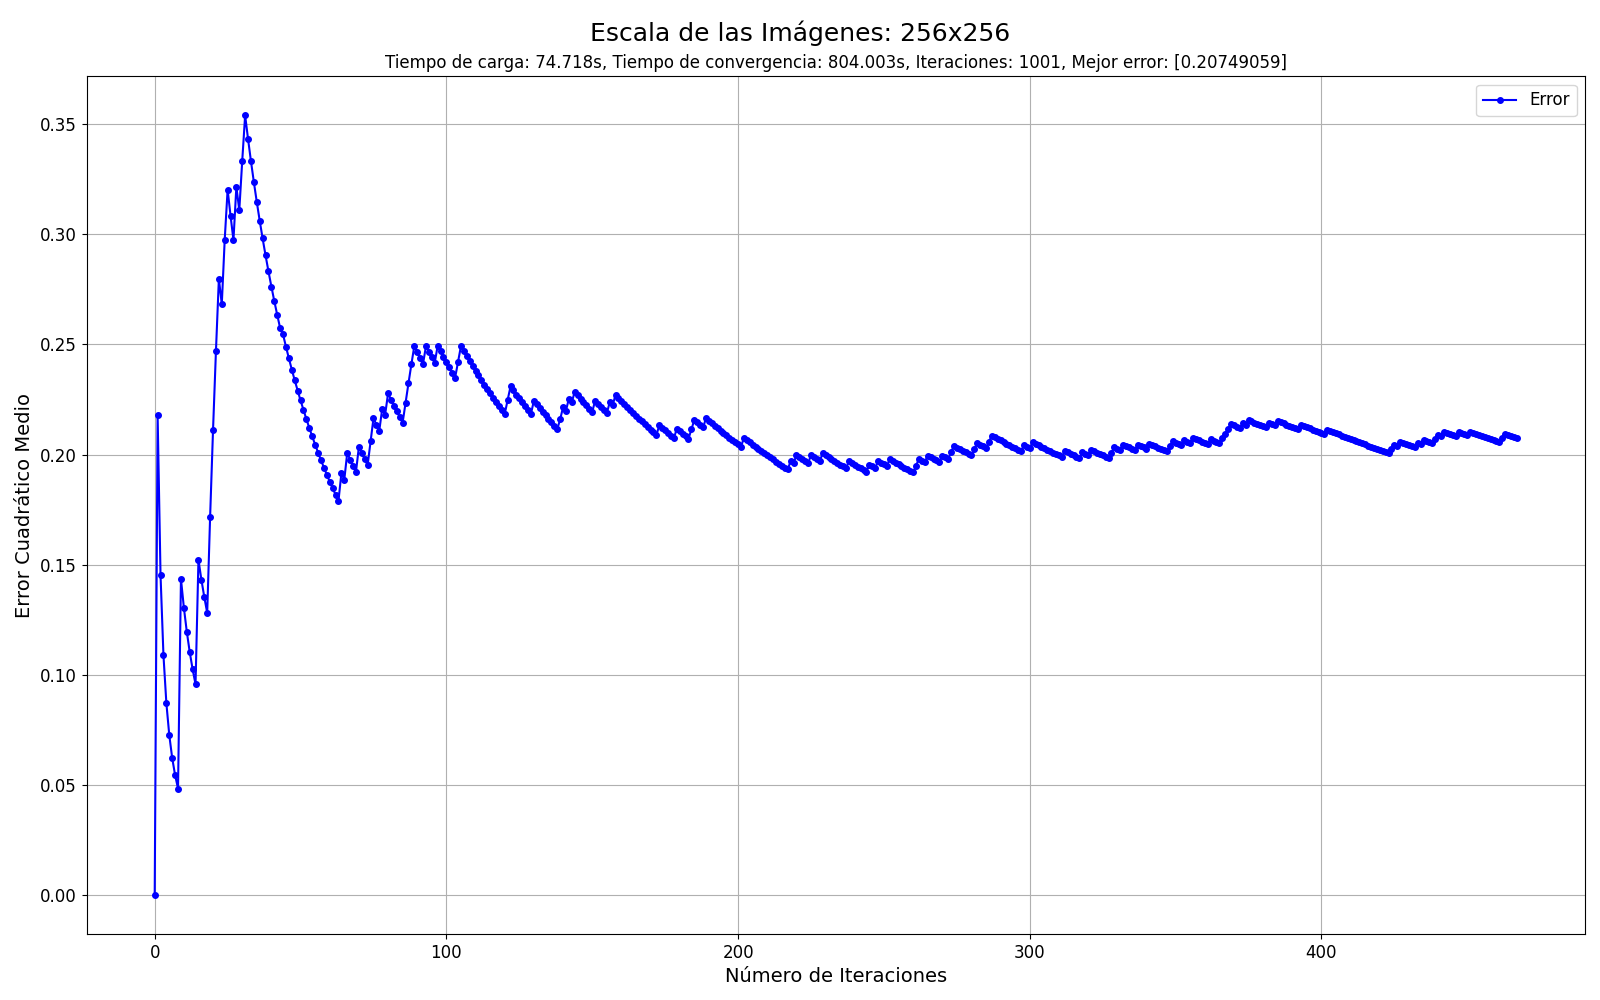 Escala de las Imágenes: 256x256
Tiempo de carga: 74.718s, Tiempo de convergencia: 804.003s, Iteraciones: 1001, Mejor error: [0.20749059]
Error
0.35
0.30
0.25
0.20
0.15
0.10
0.05
0.00
Error Cuadrático Medio
0 100 200 300 400
Número de Iteraciones